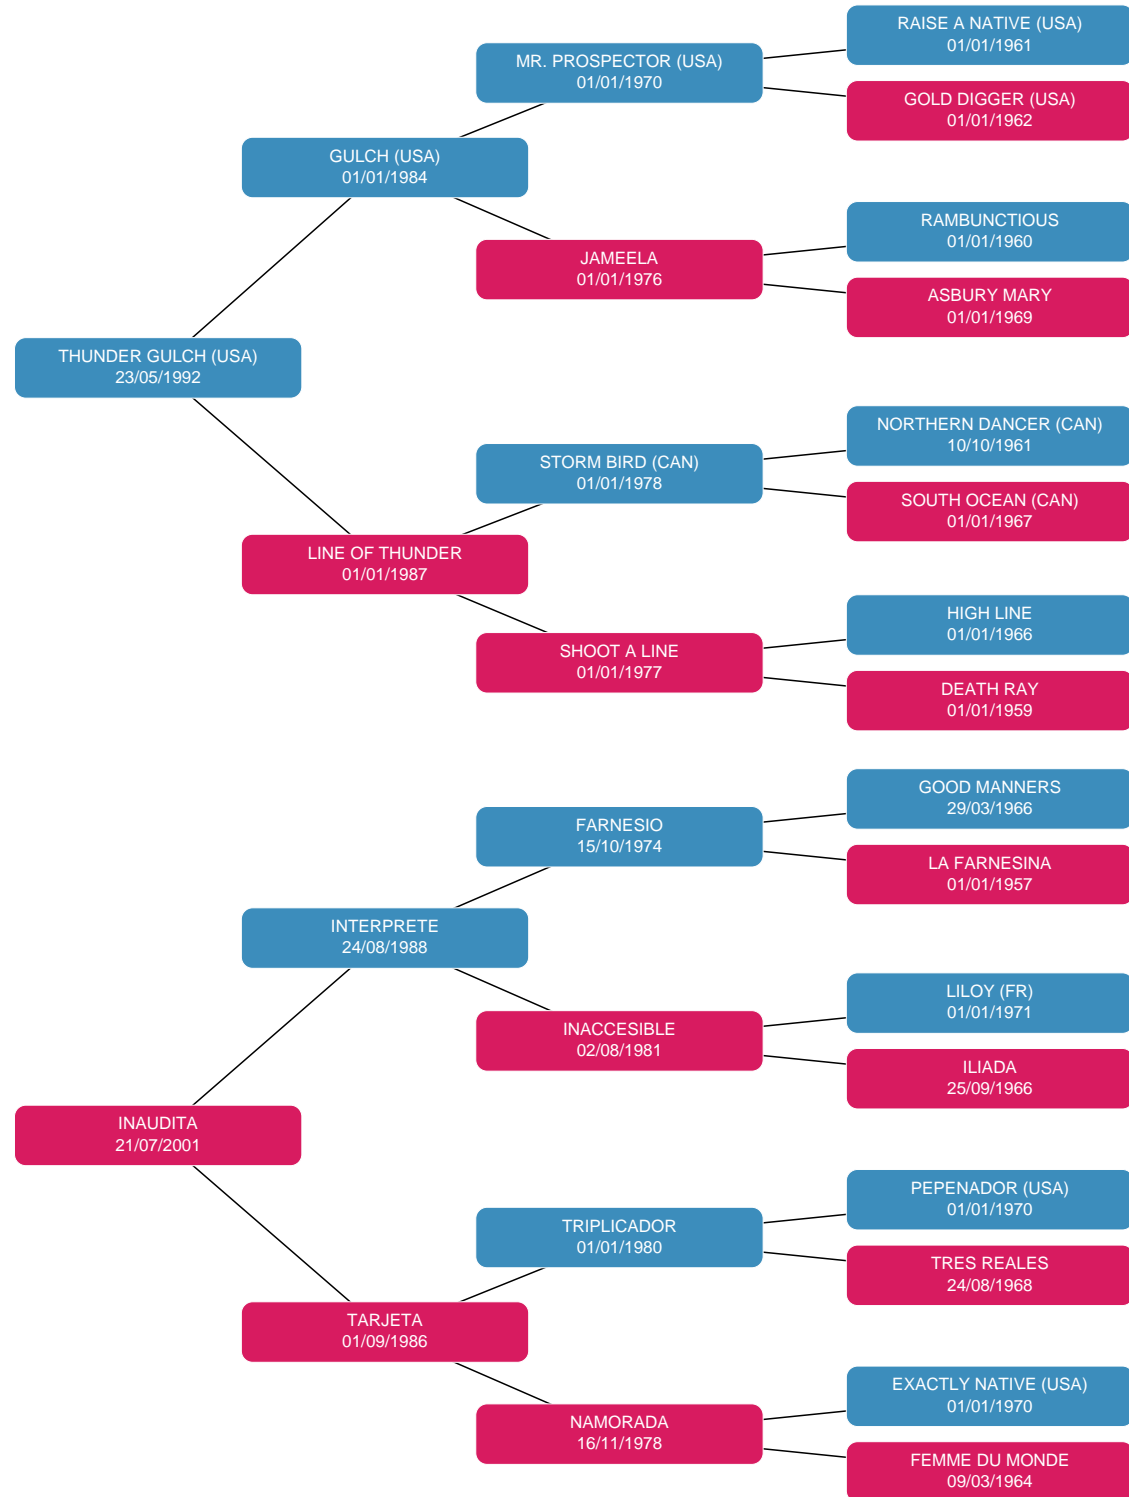 RAISE A NATIVE (USA)
01/01/1961
MR. PROSPECTOR (USA)
01/01/1970
GOLD DIGGER (USA)
01/01/1962
GULCH (USA)
01/01/1984
RAMBUNCTIOUS
01/01/1960
JAMEELA
01/01/1976
ASBURY MARY
01/01/1969
THUNDER GULCH (USA)
23/05/1992
NORTHERN DANCER (CAN)
10/10/1961
STORM BIRD (CAN)
01/01/1978
SOUTH OCEAN (CAN)
01/01/1967
LINE OF THUNDER
01/01/1987
HIGH LINE
01/01/1966
SHOOT A LINE
01/01/1977
DEATH RAY
01/01/1959
GOOD MANNERS
29/03/1966
FARNESIO
15/10/1974
LA FARNESINA
01/01/1957
INTERPRETE
24/08/1988
LILOY (FR)
01/01/1971
INACCESIBLE
02/08/1981
ILIADA
25/09/1966
INAUDITA
21/07/2001
PEPENADOR (USA)
01/01/1970
TRIPLICADOR
01/01/1980
TRES REALES
24/08/1968
TARJETA
01/09/1986
EXACTLY NATIVE (USA)
01/01/1970
NAMORADA
16/11/1978
FEMME DU MONDE
09/03/1964